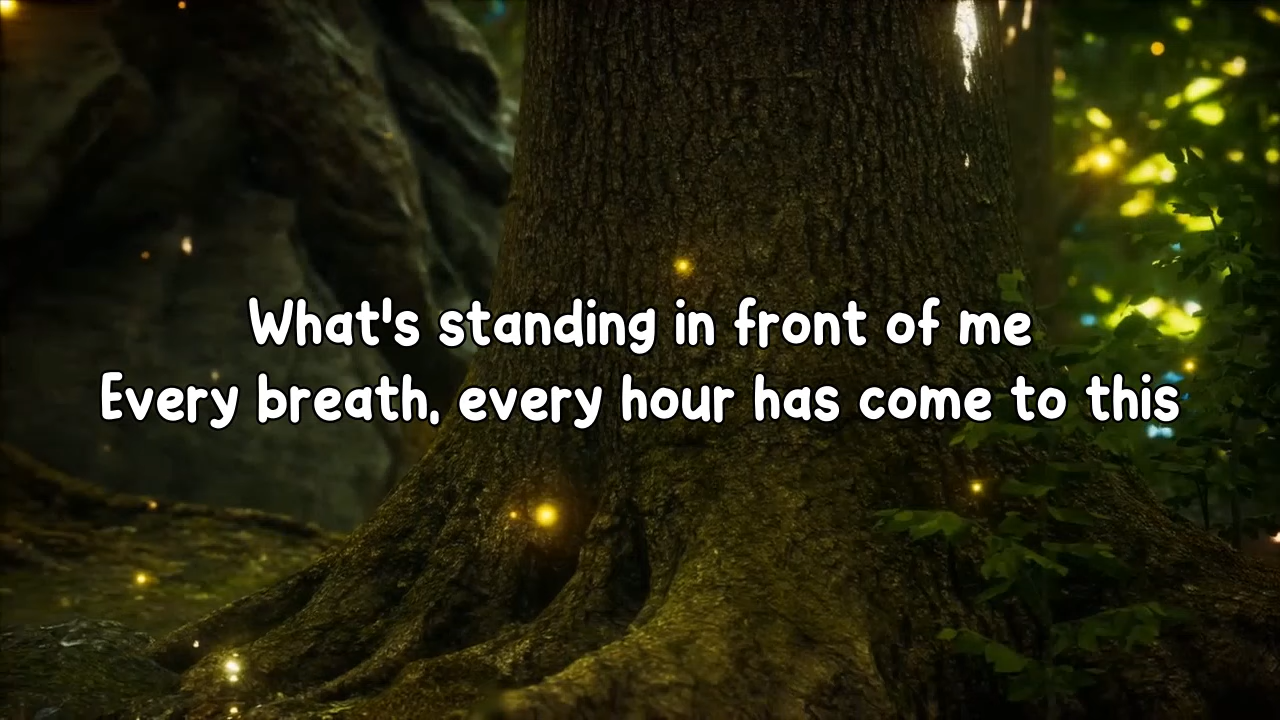 What's standing in front of me
Every breath, every hour has come to this